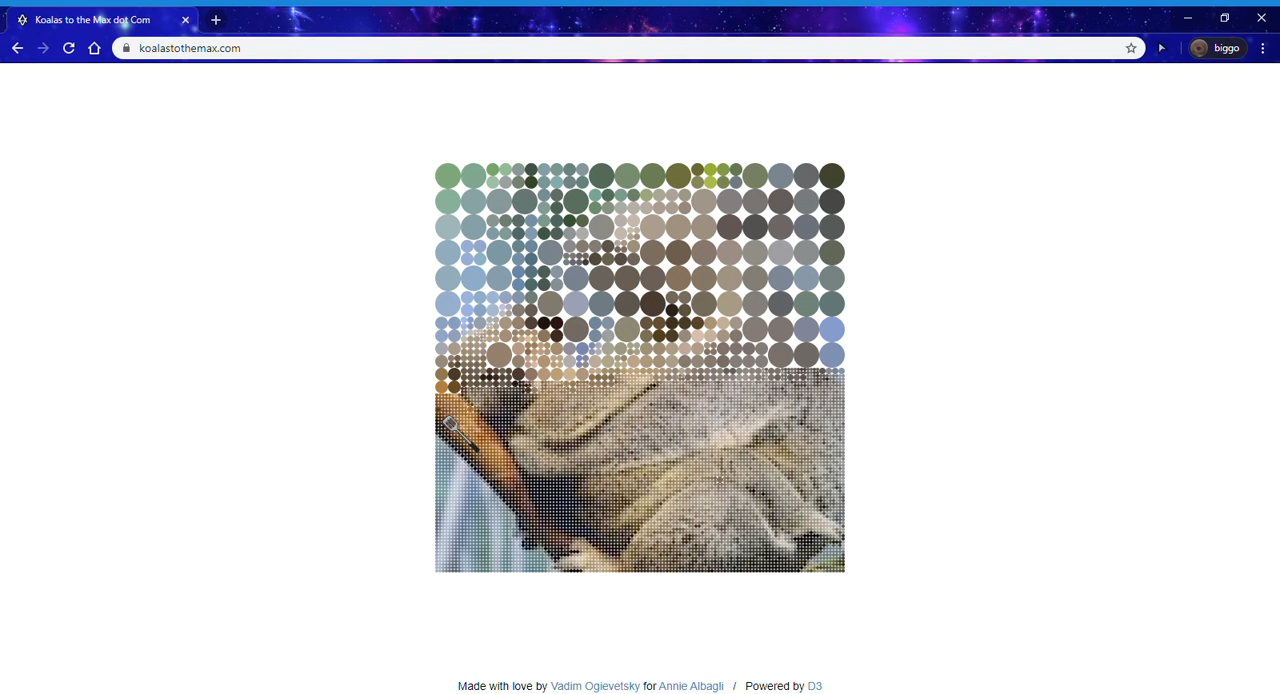 Koalas to the Max dot Com
koalastothemax.com
biggo
Made with love by Vadim Ogievetsky for Annie Albagli / Powered by D3